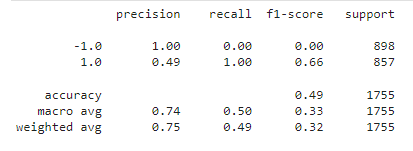 precision recall f1-score support
-1.0 1.00 0.00 0.00 898
1.0 0.49 1.00 0.66 857
accuracy 0.49 1755
macro avg 0.74 0.50 0.33 1755
weighted avg 0.75 0.49 0.32 1755